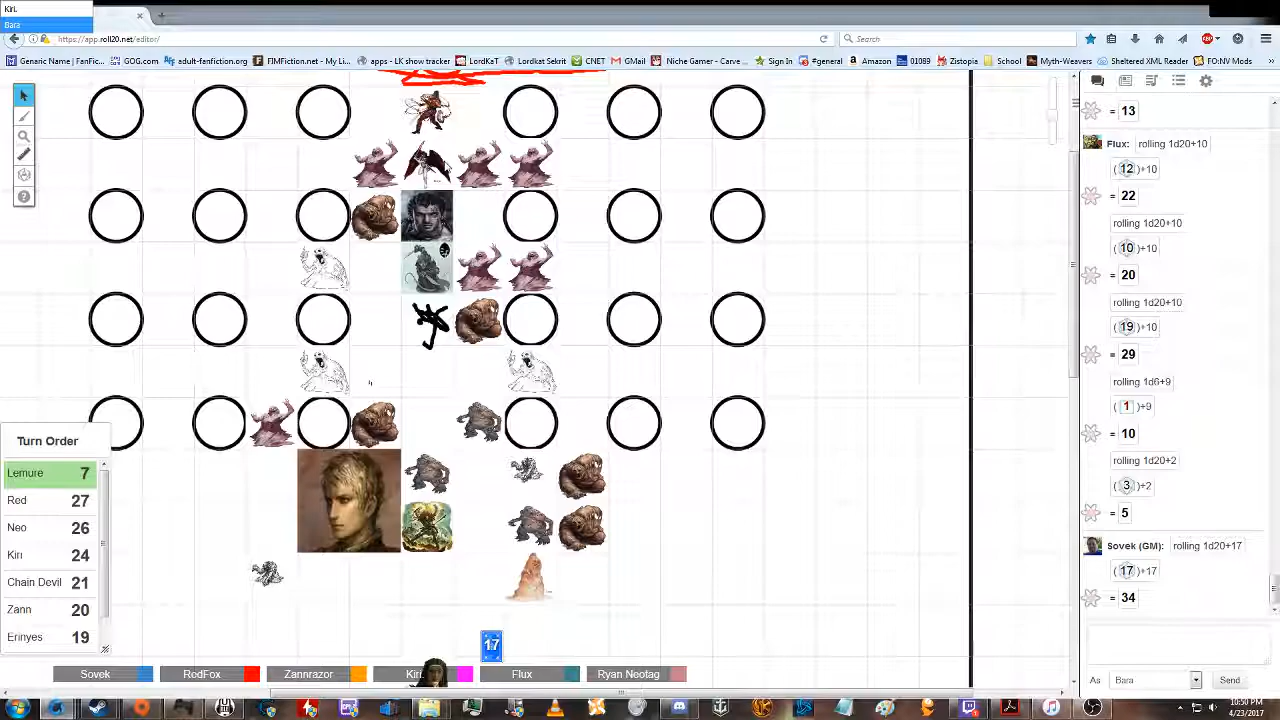 Kiri.
Bara
https://app.roll20.net/editor/
Search
Generic Name | FanFic...
GOG.com
adult-fanfiction.org
FIMFiction.net - My Li...
apps - LK show tracker
LordKaT
Lordkat Sekrit
CNET
GMail
Niche Gamer - Carve ...
Sign In
#general
Amazon
01089
Zistopia
School
Myth-Weavers
FO:NV Mods
13
Flux: rolling 1d20+10
(12)+10
= 22
rolling 1d20+10
(10)+10
= 20
rolling 1d20+10
(19)+10
= 29
rolling 1d6+9
(1)+9
= 10
rolling 1d20+2
(3)+2
= 5
Sovek (GM): rolling 1d20+17
(17)+17
= 34
Turn Order
Lemure 7
Red 27
Neo 26
Kiri 24
Chain Devil 21
Zann 20
Erinyes 19
17
Sovek
RedFox
Zannrazor
Kiri.
Flux
Ryan Neotag
As: Bara
Send
10:50 PM
4/23/2017